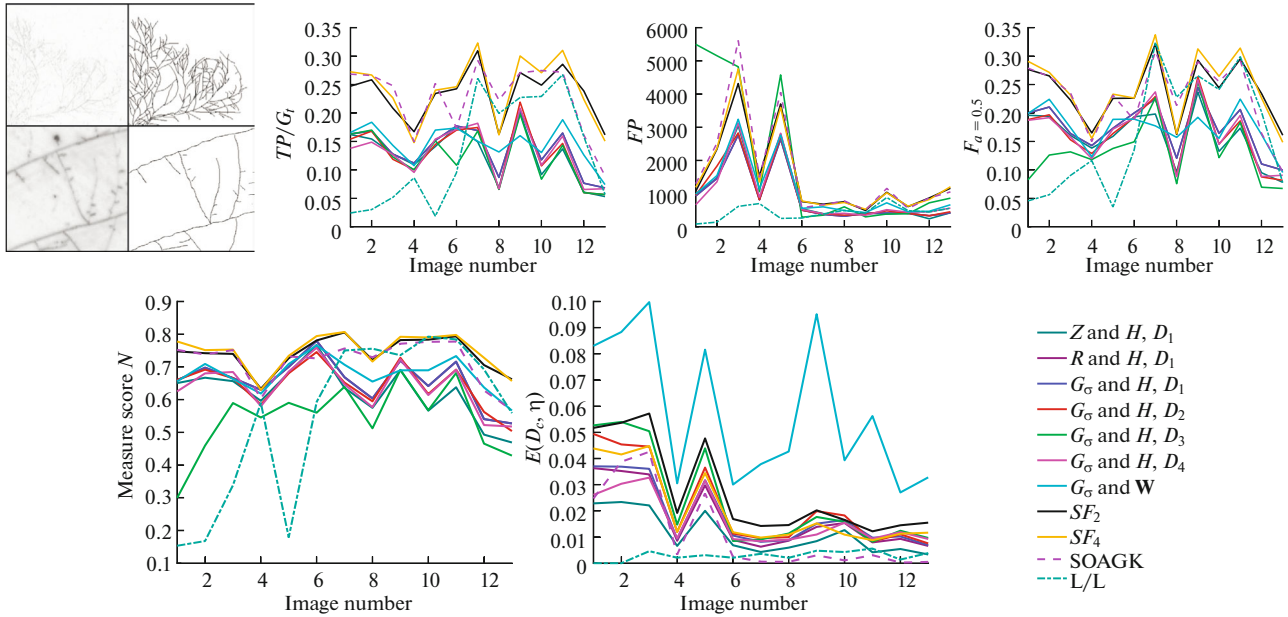 0.35
0.30
0.25
0.20
0.15
0.10
0.05
0
TP/Gt
2 4 6 8 10 12
Image number
6000
5000
4000
3000
2000
1000
0
FP
2 4 6 8 10 12
Image number
0.35
0.30
0.25
0.20
0.15
0.10
0.05
0
Fα = 0.5
2 4 6 8 10 12
Image number
0.9
0.8
0.7
0.6
0.5
0.4
0.3
0.2
0.1
Measure score N
2 4 6 8 10 12
Image number
0.10
0.09
0.08
0.07
0.06
0.05
0.04
0.03
0.02
0.01
0
E(Dc, η)
2 4 6 8 10 12
Image number
Z and H, D1
R and H, D1
Gσ and H, D1
Gσ and H, D2
Gσ and H, D3
Gσ and H, D4
Gσ and W
SF2
SF4
SOAGK
L/L